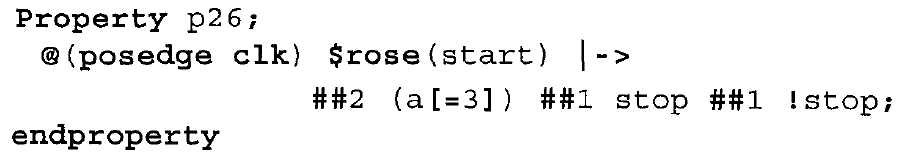 Property p26;
@(posedge clk) $rose(start) |->
##2 (a[=3]) ##1 stop ##1 !stop;
endproperty